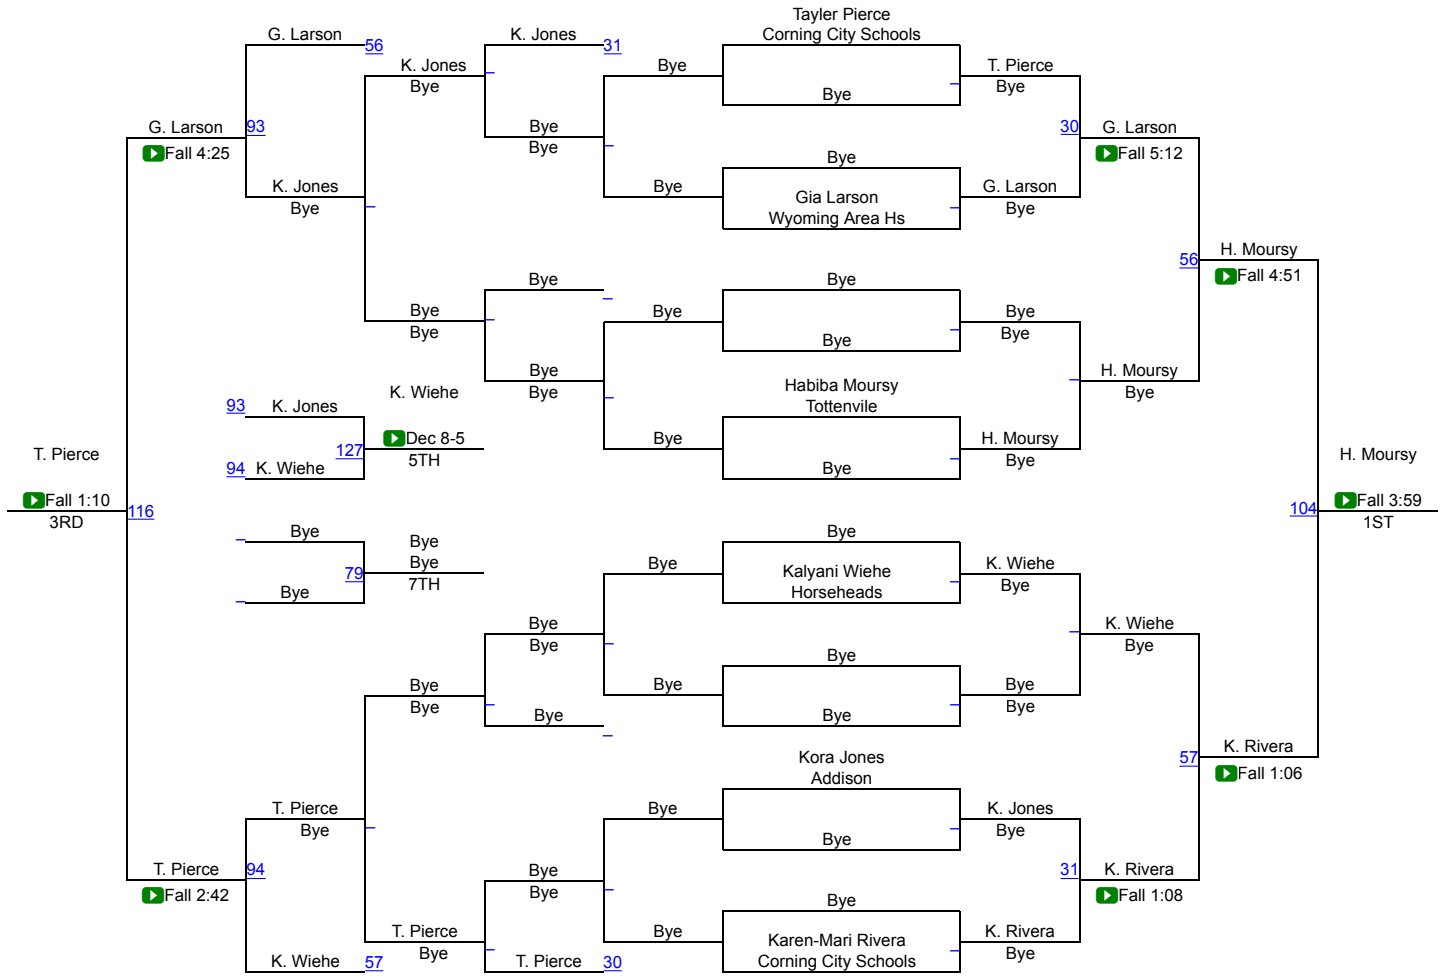 Tayler Pierce
G. Larson
K. Jones
Corning City Schools
56
31
K. Jones
Bye
T. Pierce
Bye
Bye
Bye
G. Larson
93
Bye
30
G. Larson
Fall 4:25
Bye
Fall 5:12
Bye
K. Jones
Bye
Gia Larson
G. Larson
Bye
Wyoming Area Hs
Bye
H. Moursy
56
Fall 4:51
Bye
Bye
Bye
Bye
Bye
Bye
Bye
Bye
Bye
Bye
H. Moursy
K. Wiehe
Habiba Moursy
Bye
Bye
93
K. Jones
Tottenvile
Dec 8-5
Bye
H. Moursy
127
T. Pierce
5TH
Bye
H. Moursy
94
K. Wiehe
Bye
Fall 1:10
116
104
Fall 3:59
3RD
1ST
Bye
Bye
Bye
Bye
Bye
Kalyani Wiehe
K. Wiehe
79
7TH
Horseheads
Bye
Bye
Bye
K. Wiehe
Bye
Bye
Bye
Bye
Bye
Bye
Bye
Bye
Bye
Bye
Bye
K. Rivera
Kora Jones
57
Addison
Fall 1:06
T. Pierce
Bye
K. Jones
Bye
Bye
Bye
T. Pierce
94
Bye
31
K. Rivera
Fall 2:42
Bye
Fall 1:08
Bye
T. Pierce
Bye
Karen-Mari Rivera
K. Rivera
Bye
Bye
K. Wiehe
57
T. Pierce
30
Corning City Schools